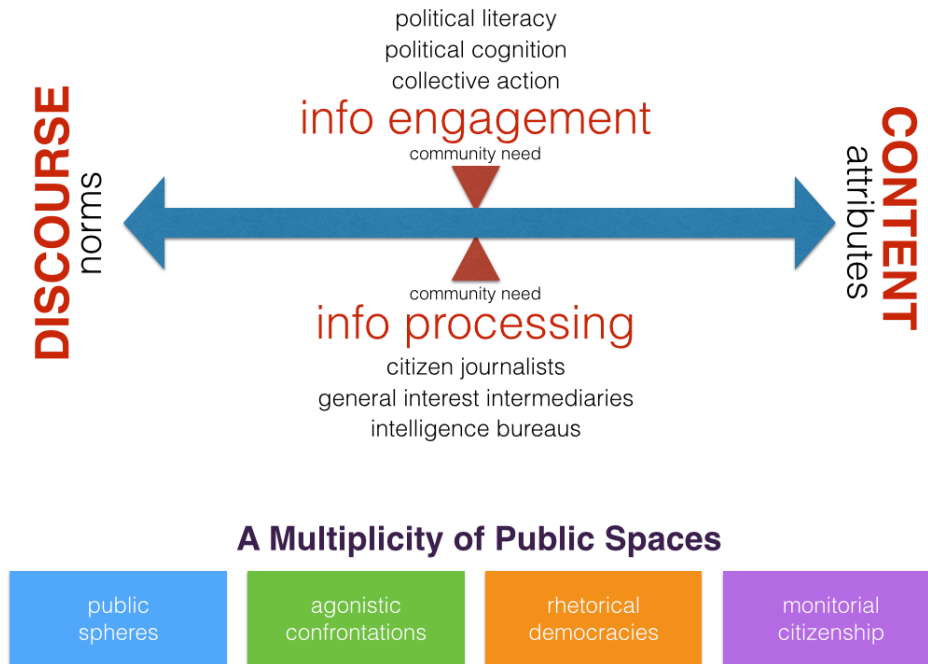 political literacy
political cognition
collective action
info engagement
community need
DISCOURSE
norms
CONTENT
attributes
community need
info processing
citizen journalists
general interest intermediaries
intelligence bureaus
A Multiplicity of Public Spaces
public
spheres
agonistic
confrontations
rhetorical
democracies
monitorial
citizenship